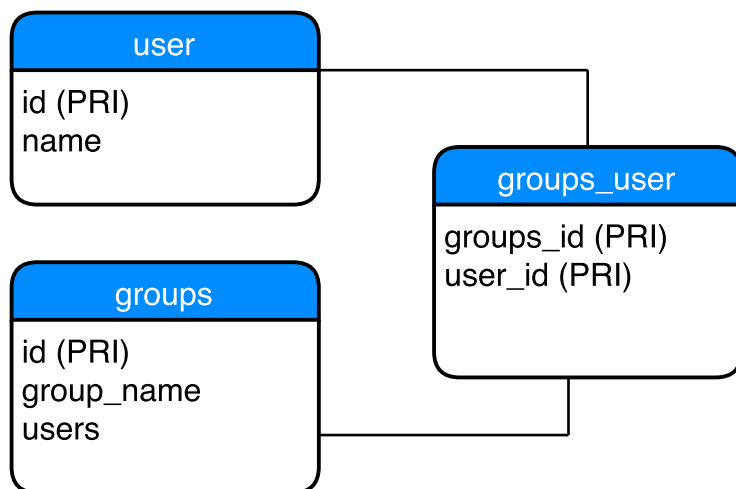 user
id (PRI)
name
groups_user
groups_id (PRI)
user_id (PRI)
groups
id (PRI)
group_name
users